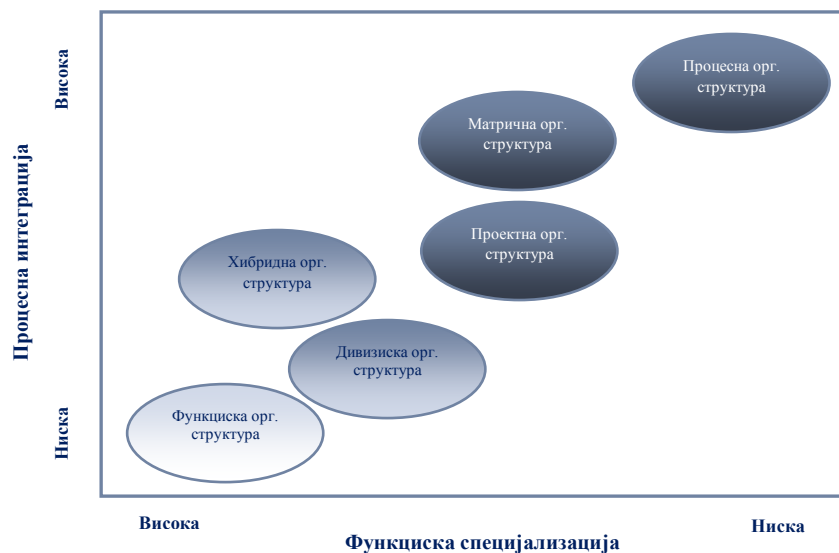 Процесна интеграција
Висока
Ниска
Процесна орг.
структура
Матрична орг.
структура
Проектна орг.
структура
Хибридна орг.
структура
Дивизиска орг.
структура
Функциска орг.
структура
Висока
Ниска
Функциска специјализација